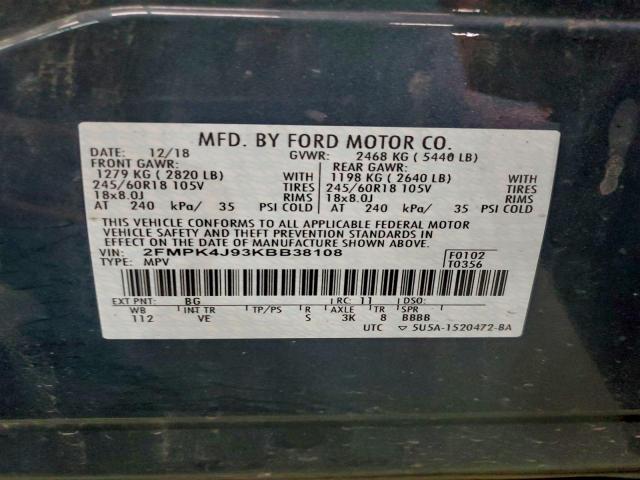 MFD. BY FORD MOTOR CO.
DATE: 12/18 GVWR: 2468 KG ( 5440 LB)
FRONT GAWR: REAR GAWR:
1279 KG ( 2820 LB) WITH 1198 KG ( 2640 LB) WITH
245/60R18 105V TIRES 245/60R18 105V TIRES
18x8.0J RIMS 18x8.0J RIMS
AT 240 kPa/ 35 PSI COLD AT 240 kPa/ 35 PSI COLD
THIS VEHICLE CONFORMS TO ALL APPLICABLE FEDERAL MOTOR
VEHICLE SAFETY AND BUMPER AND THEFT PREVENTION STANDARDS IN
EFFECT ON THE DATE OF MANUFACTURE SHOWN ABOVE.
VIN: 2FMPK4J93KBB38108 F0102
TYPE: MPV T0356
EXT PNT: BG RC: 11 DSO:
WB INT TR TP/PS R AXLE TR SPR
112 VE S 3K 8 BBBB
UTC ▽ 5U5A-1520472-BA